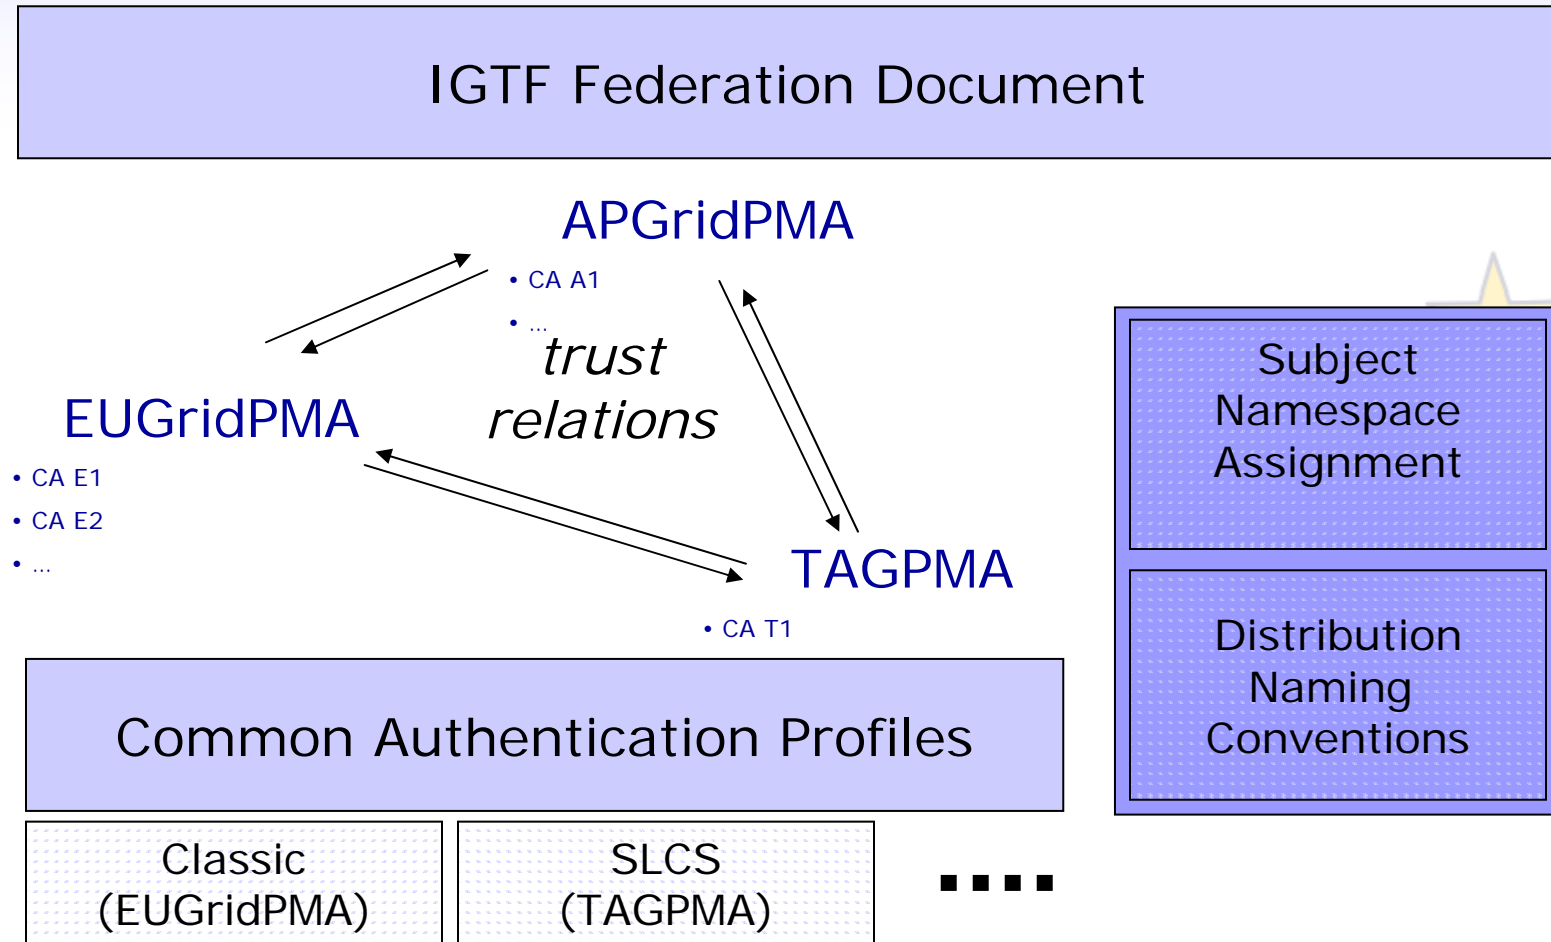 IGTF Federation Document
APGridPMA
• CA A1
• ...
trust
relations
EUGridPMA
• CA E1
• CA E2
• ...
TAGPMA
• CA T1
Subject
Namespace
Assignment
Distribution
Naming
Conventions
Common Authentication Profiles
Classic
(EUGridPMA)
SLCS
(TAGPMA)
....